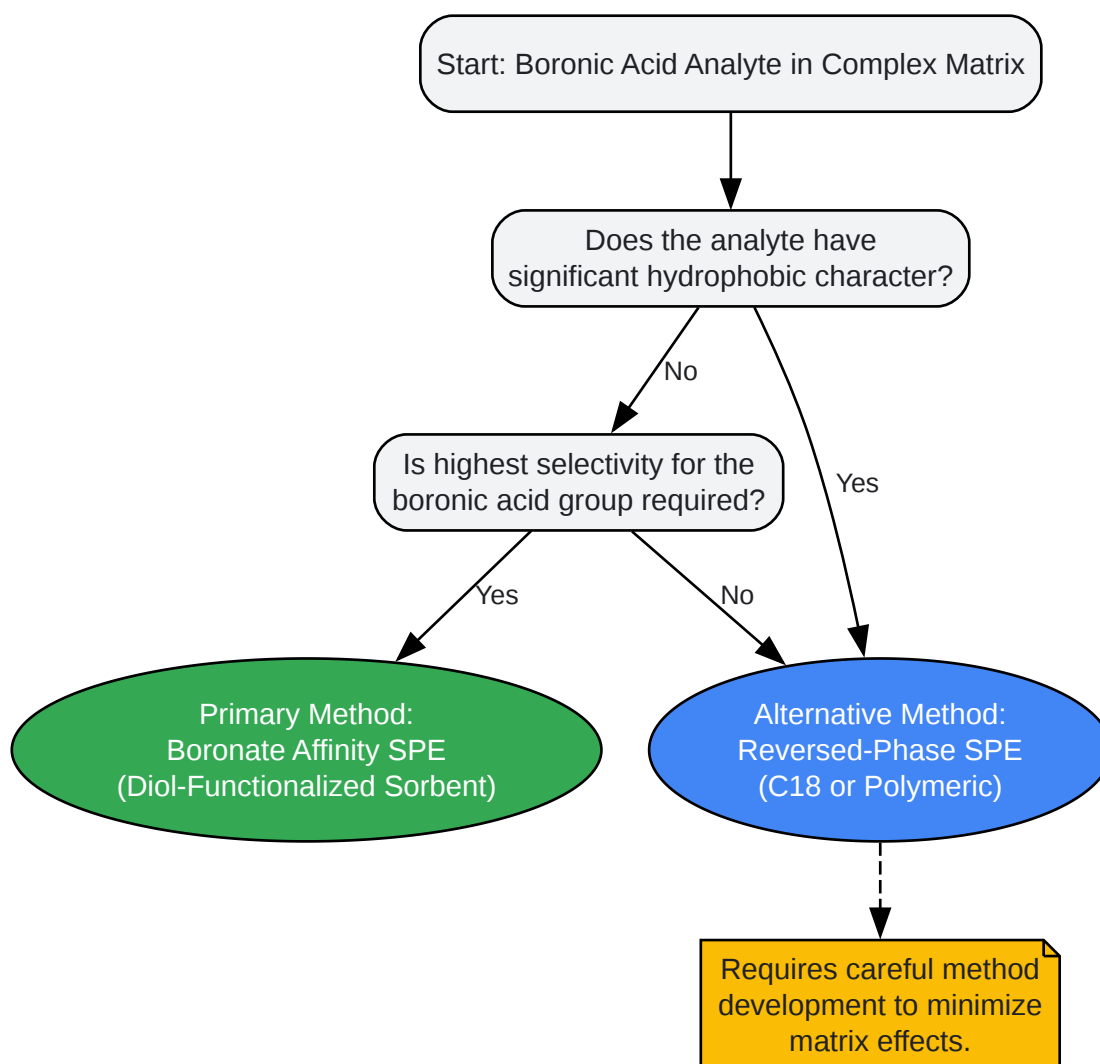 Start: Boronic Acid Analyte in Complex Matrix
Does the analyte have
significant hydrophobic character?
No
Yes
Is highest selectivity for the
boronic acid group required?
Yes
No
Primary Method:
Boronate Affinity SPE
(Diol-Functionalized Sorbent)
Alternative Method:
Reversed-Phase SPE
(C18 or Polymeric)
Requires careful method
development to minimize
matrix effects.